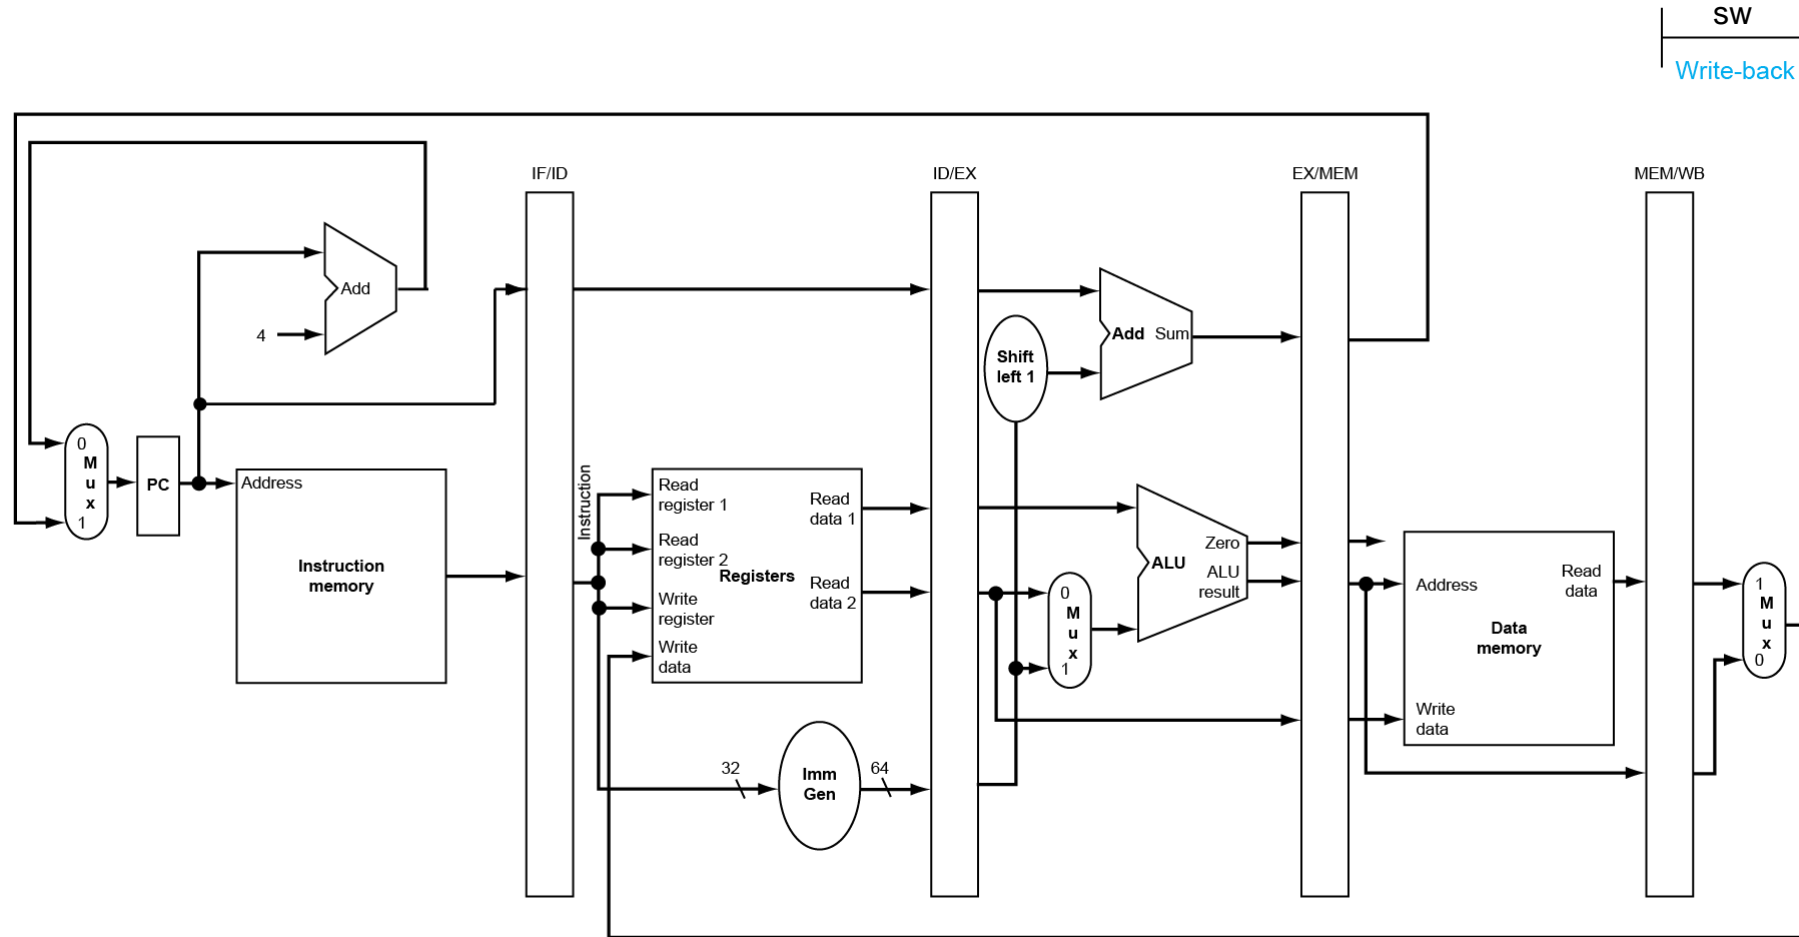 SW
Write-back
IF/ID
ID/EX
EX/MEM
MEM/WB
Add
4
Add Sum
Shift
left 1
0
M
u
x
1
PC
Address
Instruction
memory
Instruction
Read
register 1
Read
register 2
Write
register
Write
data
Registers
Read
data 1
Read
data 2
0
M
u
x
1
ALU
Zero
ALU
result
Address
Read
data
Data
memory
Write
data
1
M
u
x
0
32
Imm
Gen
64